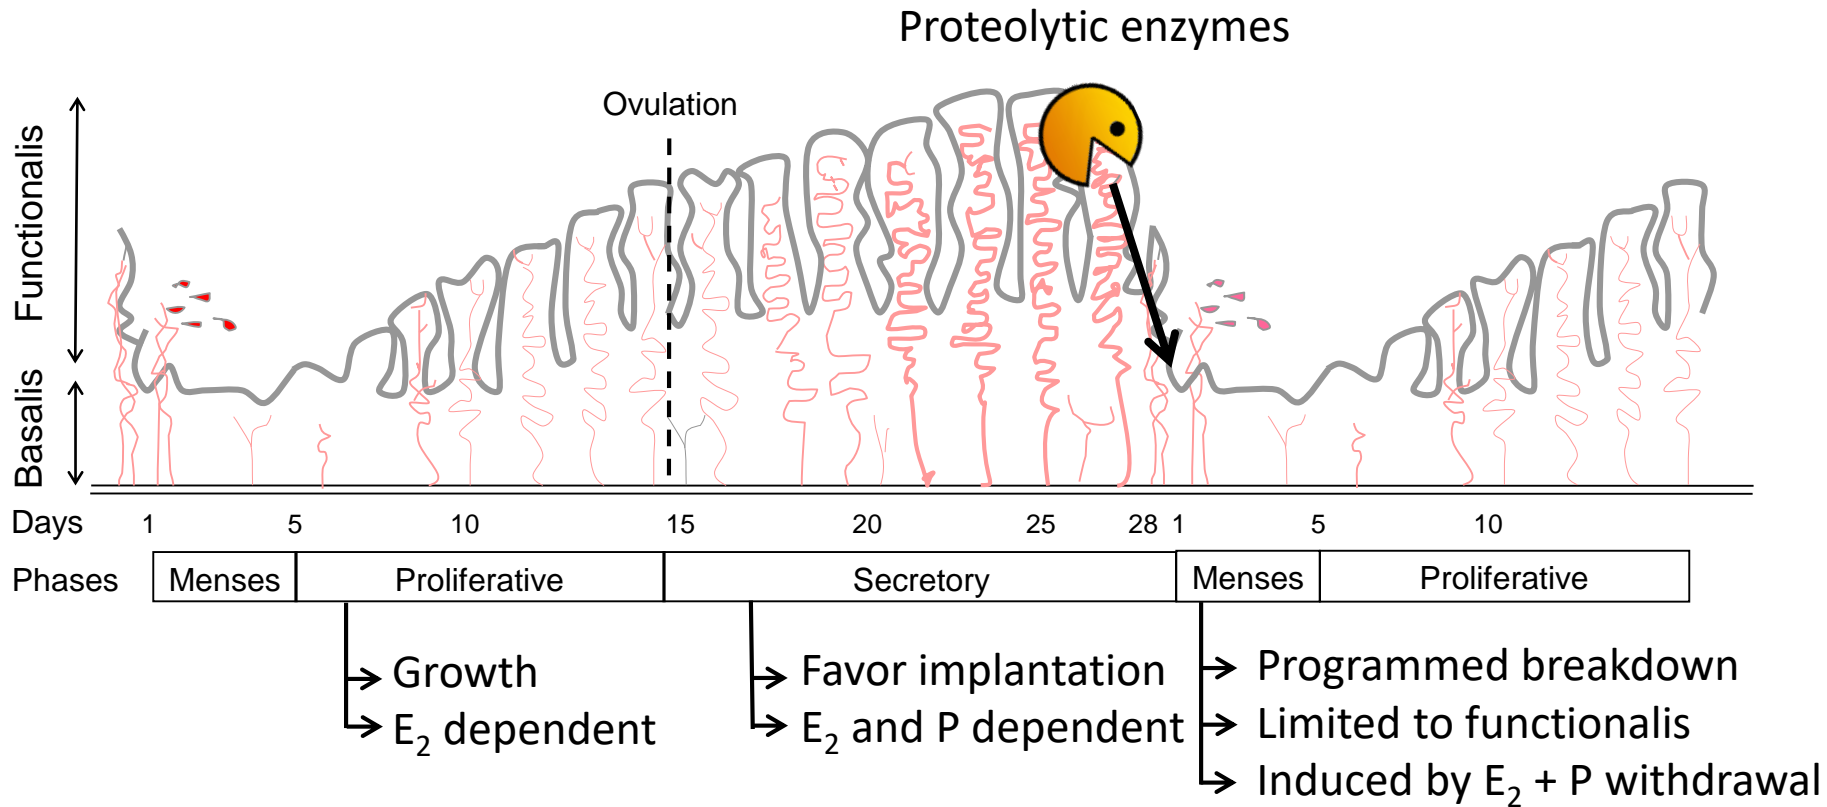 Proteolytic enzymes
Ovulation
Functionalis
Basalis
Days 1 5 10 15 20 25 28 1 5 10
Phases Menses Proliferative Secretory Menses Proliferative
Growth
E₂ dependent
Favor implantation
E₂ and P dependent
Programmed breakdown
Limited to functionalis
Induced by E₂ + P withdrawal